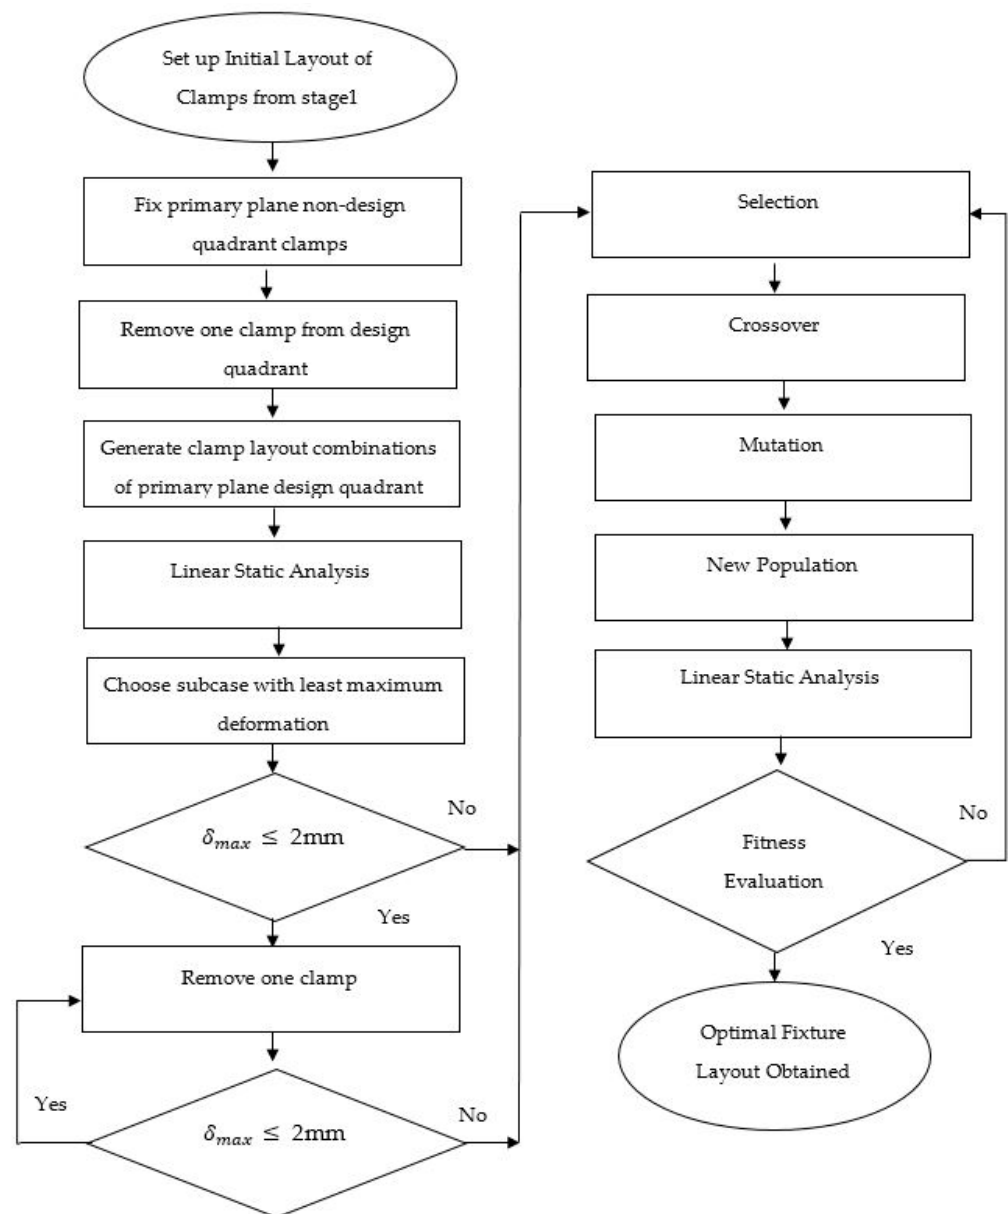 Set up Initial Layout of
Clamps from stage1
Fix primary plane non-design
quadrant clamps
Remove one clamp from design
quadrant
Generate clamp layout combinations
of primary plane design quadrant
Linear Static Analysis
Choose subcase with least maximum
deformation
δₘₐₓ ≤ 2mm
No
Yes
Remove one clamp
Yes
δₘₐₓ ≤ 2mm
No
Selection
Crossover
Mutation
New Population
Linear Static Analysis
Fitness
Evaluation
No
Yes
Optimal Fixture
Layout Obtained